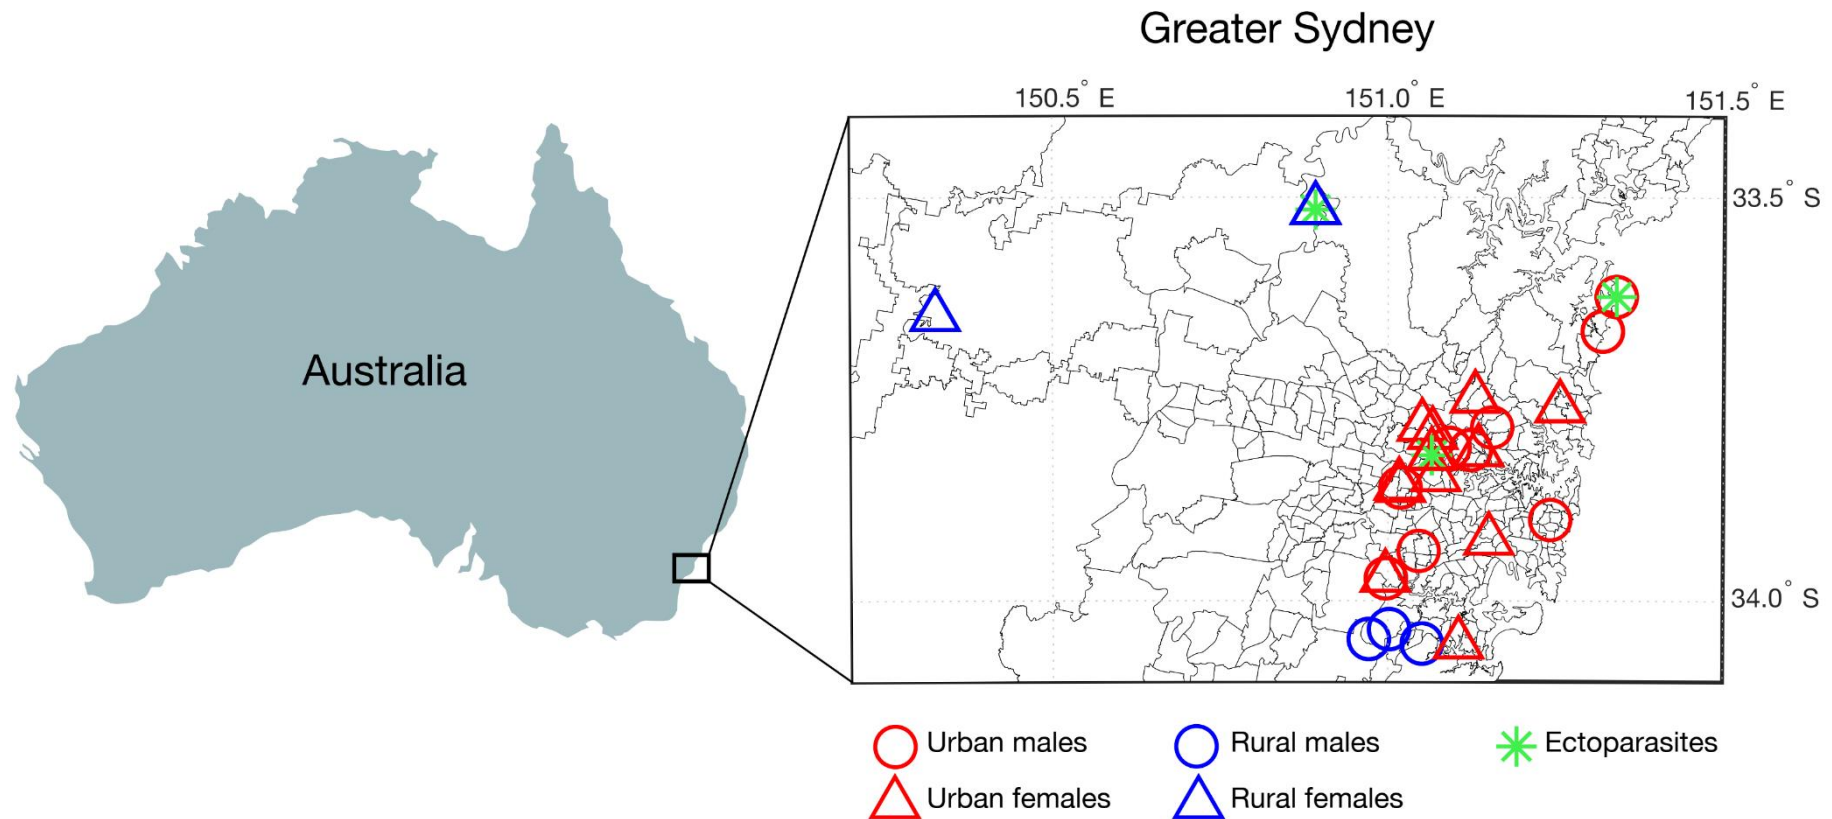 Greater Sydney
150.5° E 151.0° E 151.5° E
33.5° S
Australia
34.0° S
Urban males Rural males Ectoparasites
Urban females Rural females